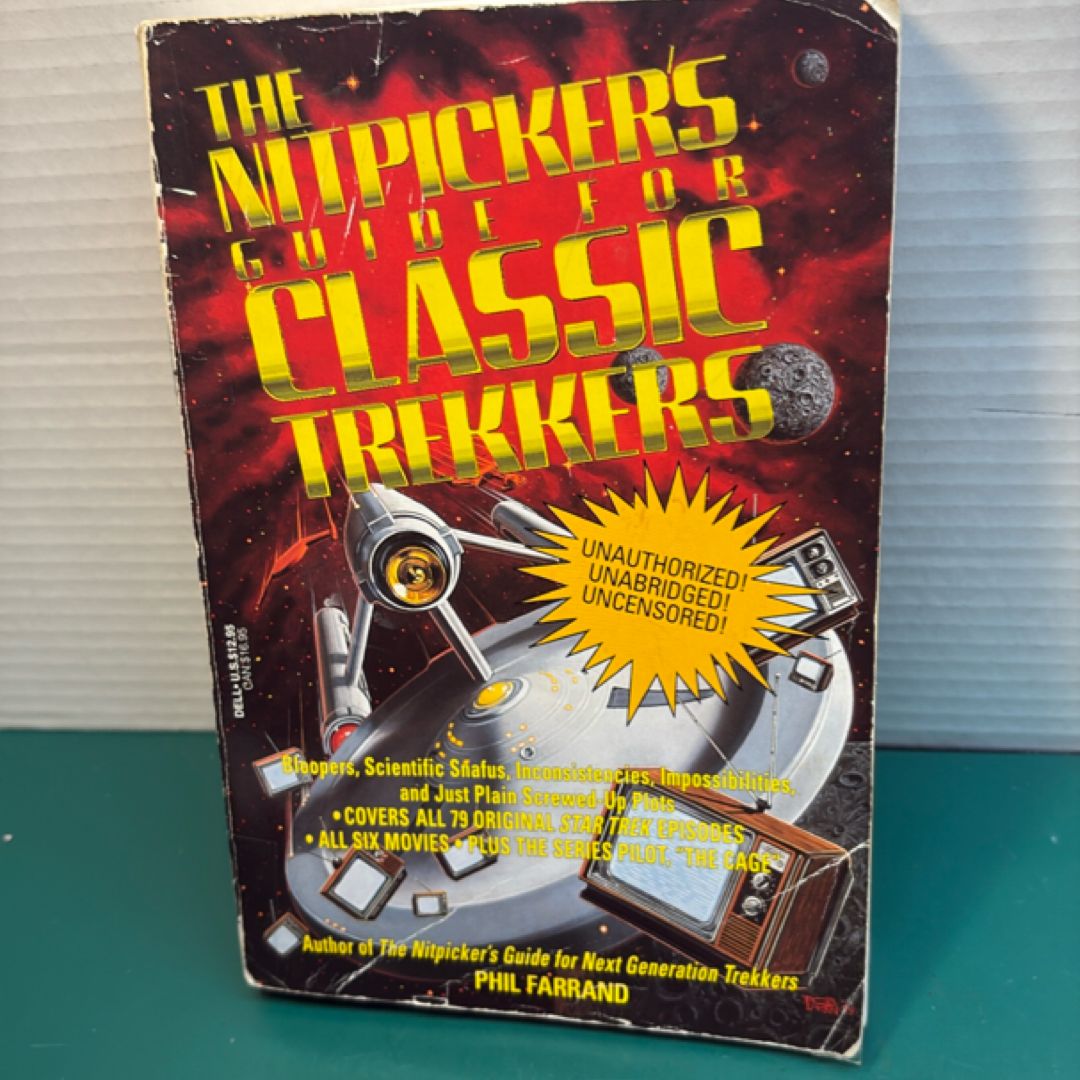 THE
NITPICKER'S
GUIDE FOR
CLASSIC
TREKKERS
UNAUTHORIZED!
UNABRIDGED!
UNCENSORED!
DELL • U.S. $12.95
CAN. $16.95
Bloopers, Scientific Snafus, Inconsistencies, Impossibilities,
and Just Plain Screwed-Up Plots
• COVERS ALL 79 ORIGINAL STAR TREK EPISODES
• ALL SIX MOVIES • PLUS THE SERIES PILOT, "THE CAGE"
Author of The Nitpicker's Guide for Next Generation Trekkers
PHIL FARRAND